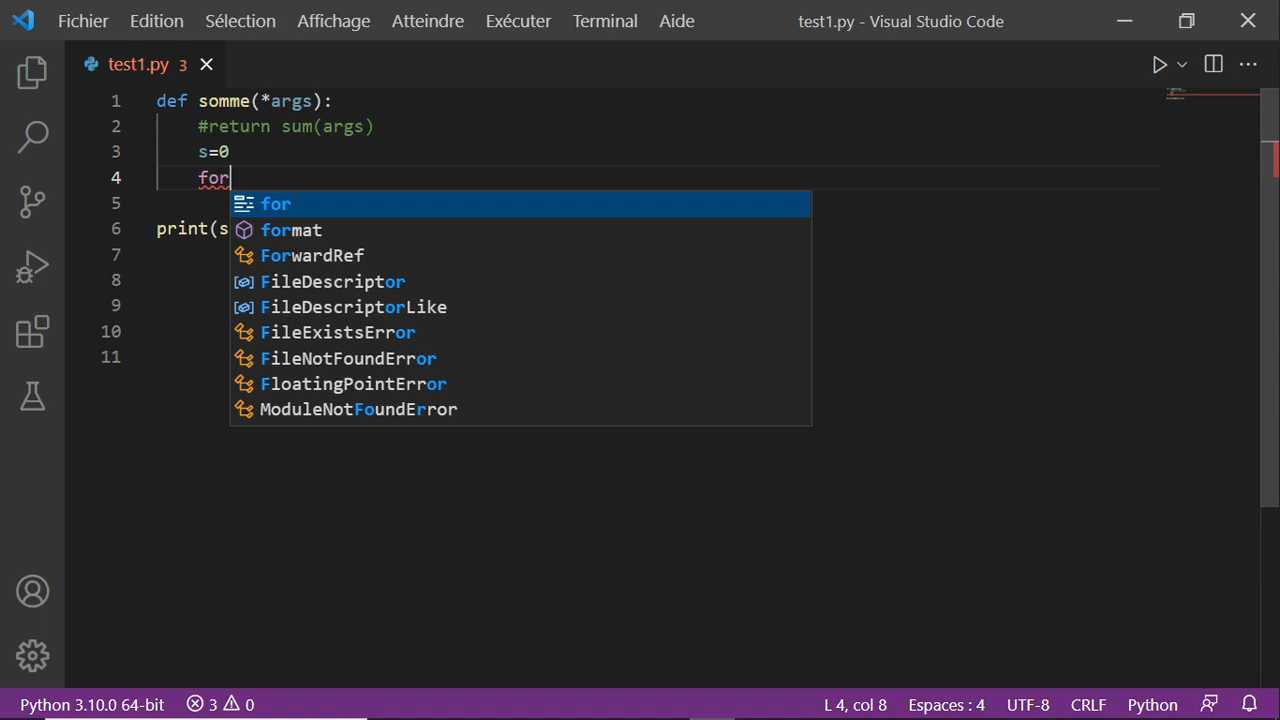 Fichier Edition Sélection Affichage Atteindre Exécuter Terminal Aide test1.py - Visual Studio Code
test1.py 3
1 def somme(*args):
2 #return sum(args)
3 s=0
4 for
5
6 print(s
7
8
9
10
11
for
format
ForwardRef
FileDescriptor
FileDescriptorLike
FileExistsError
FileNotFoundError
FloatingPointError
ModuleNotFoundError
Python 3.10.0 64-bit 3 0 L 4, col 8 Espaces : 4 UTF-8 CRLF Python